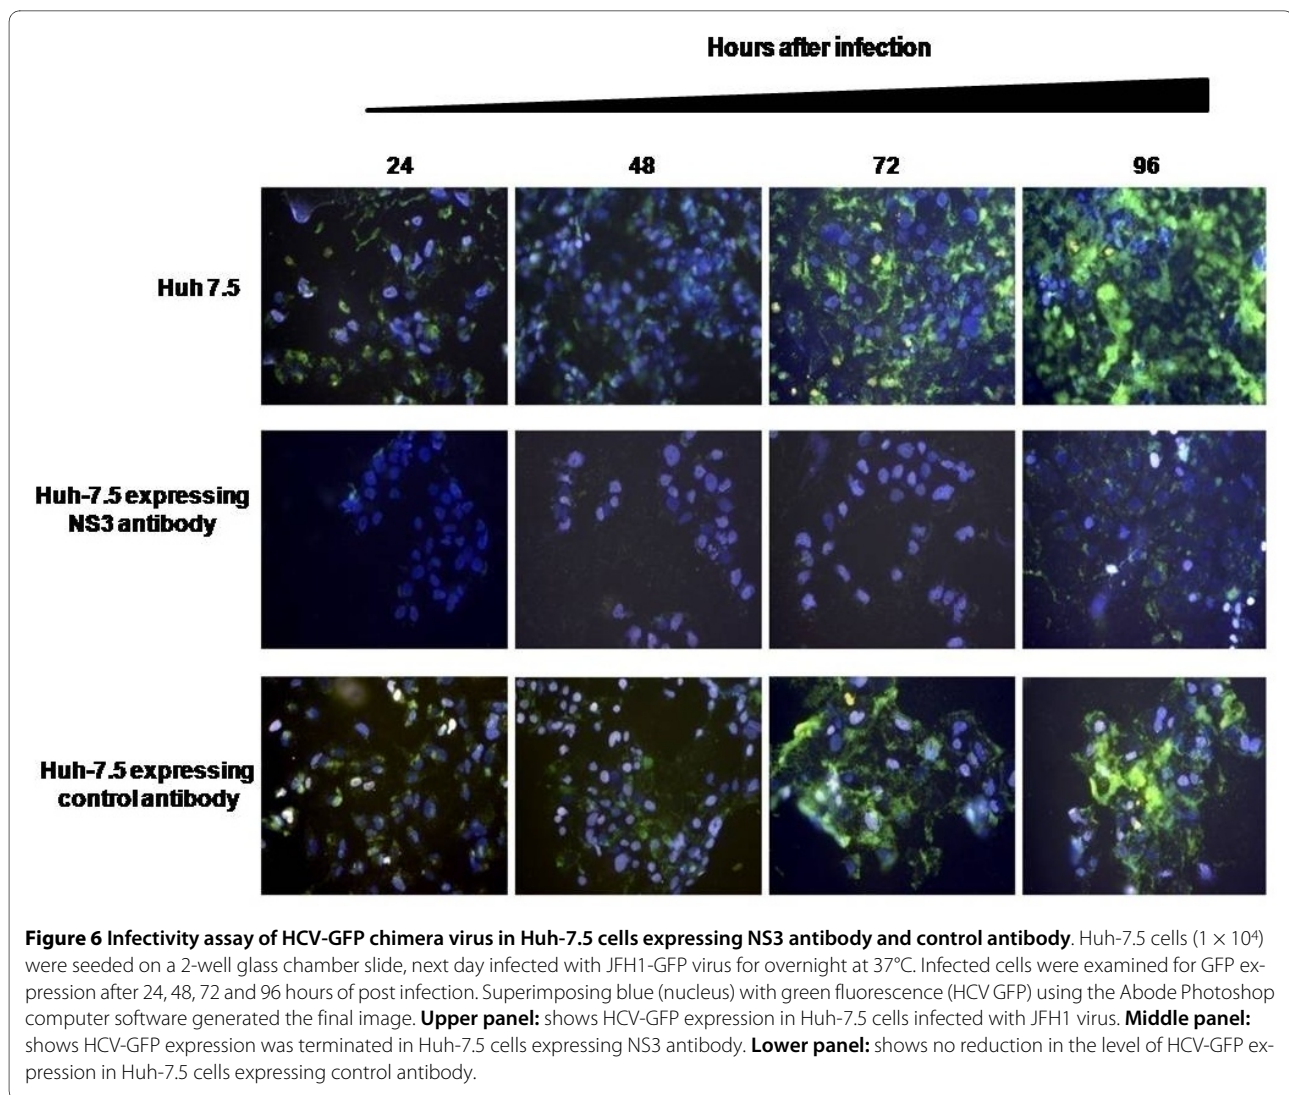 Hours after infection
24 48 72 96
Huh 7.5
Huh-7.5 expressing
NS3 antibody
Huh-7.5 expressing
control antibody
Figure 6 Infectivity assay of HCV-GFP chimera virus in Huh-7.5 cells expressing NS3 antibody and control antibody. Huh-7.5 cells (1 × 10⁴)
were seeded on a 2-well glass chamber slide, next day infected with JFH1-GFP virus for overnight at 37°C. Infected cells were examined for GFP ex-
pression after 24, 48, 72 and 96 hours of post infection. Superimposing blue (nucleus) with green fluorescence (HCV GFP) using the Abode Photoshop
computer software generated the final image. Upper panel: shows HCV-GFP expression in Huh-7.5 cells infected with JFH1 virus. Middle panel:
shows HCV-GFP expression was terminated in Huh-7.5 cells expressing NS3 antibody. Lower panel: shows no reduction in the level of HCV-GFP ex-
pression in Huh-7.5 cells expressing control antibody.